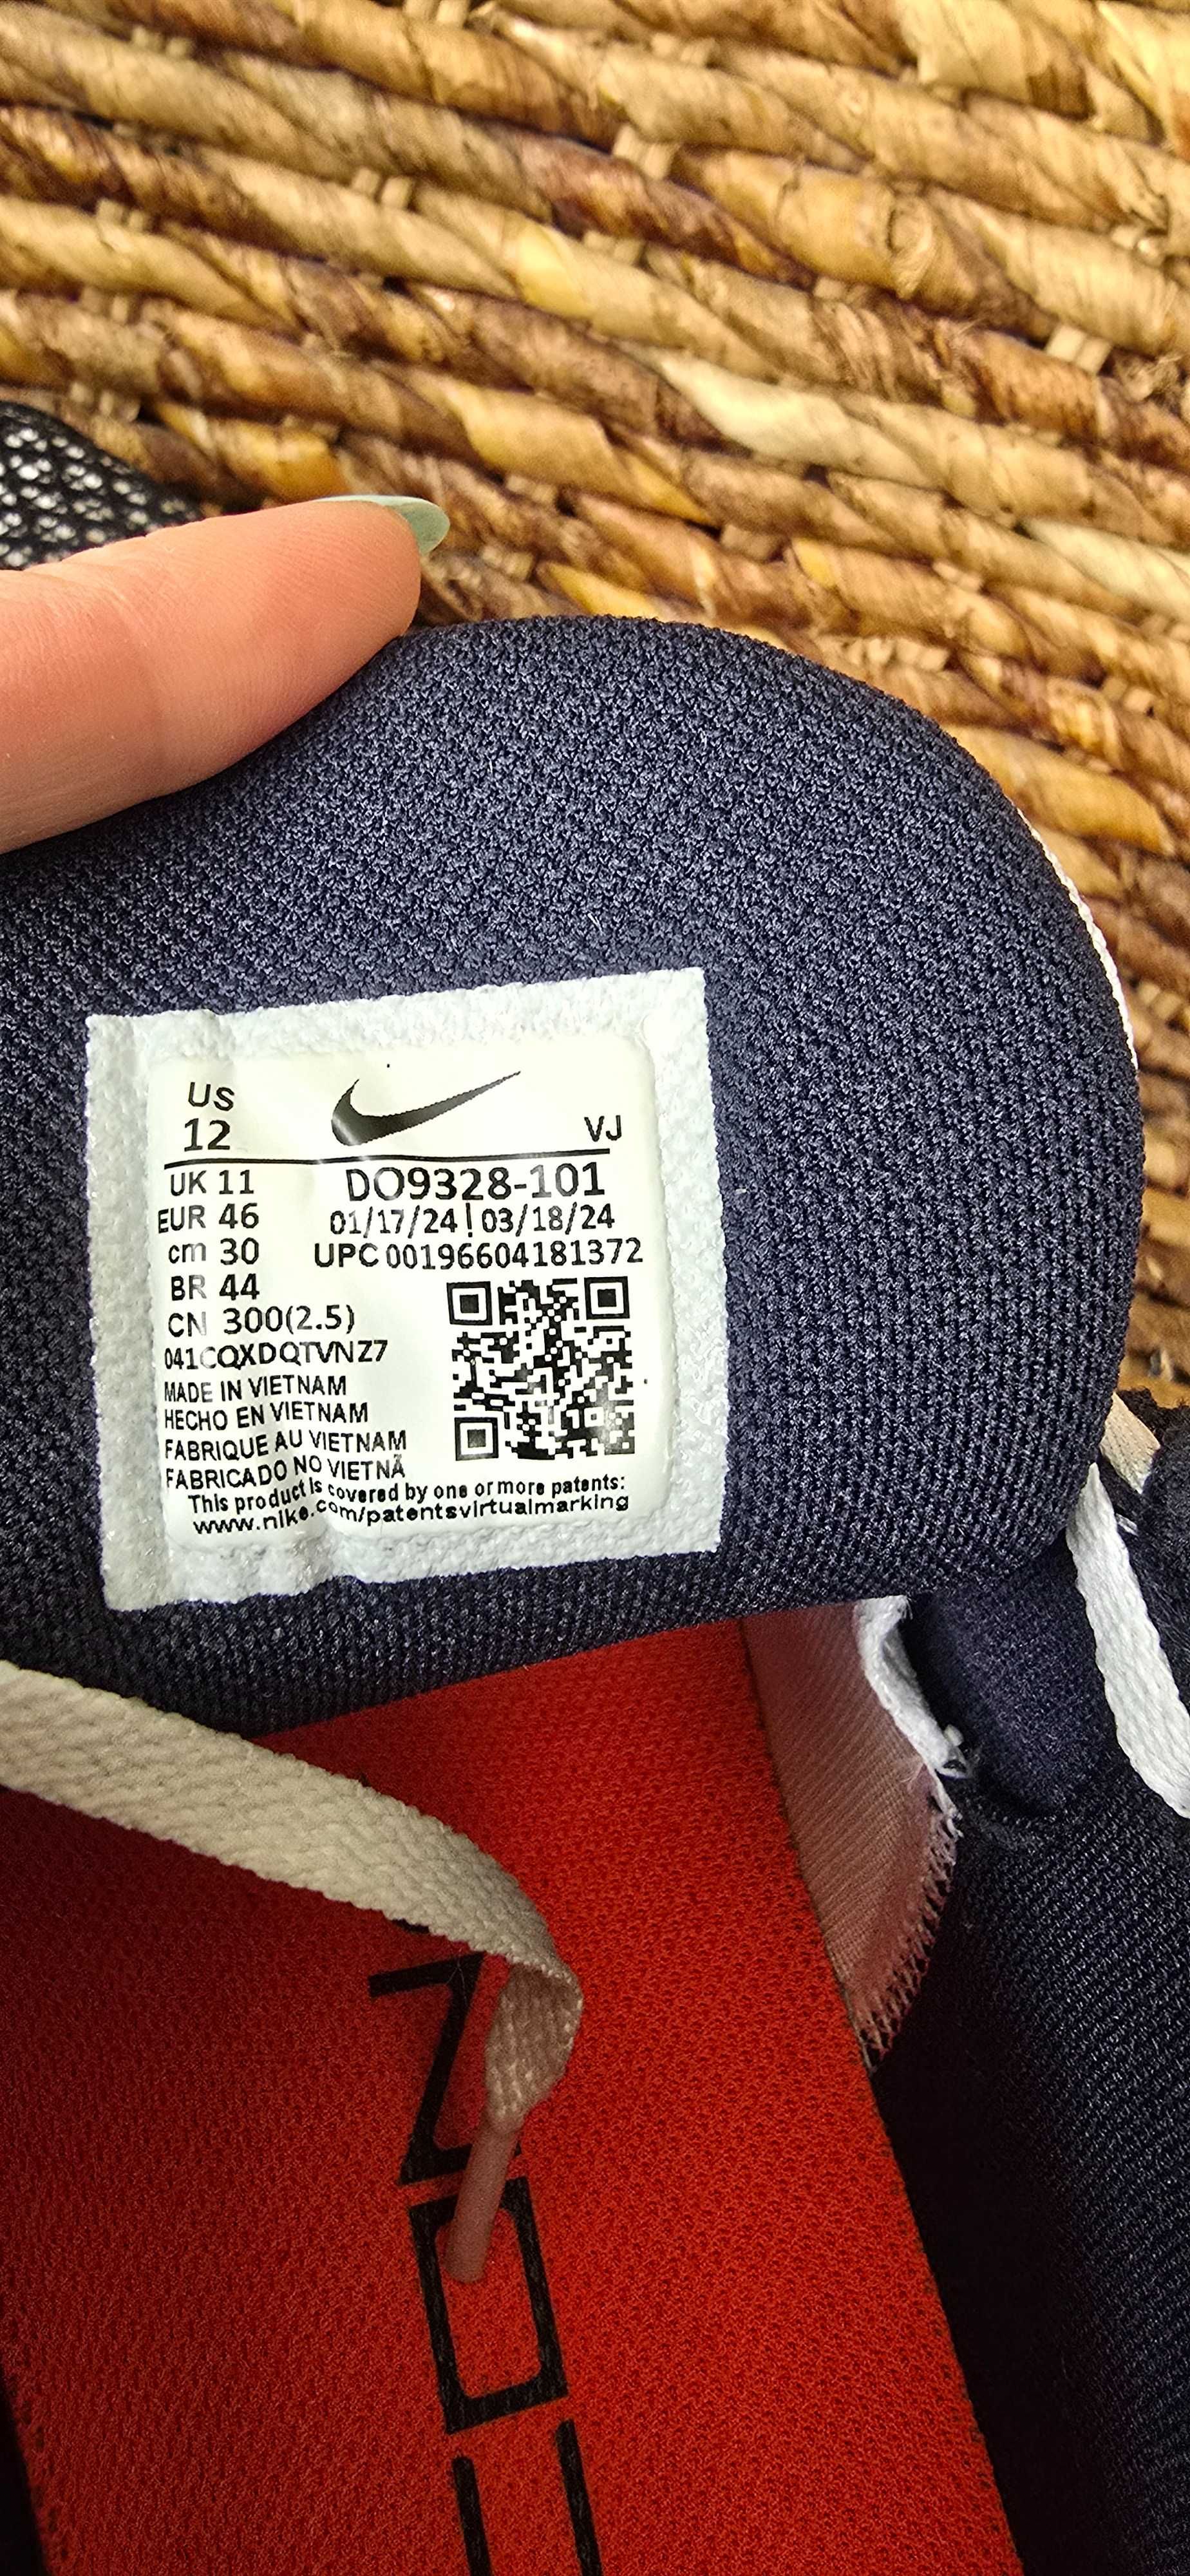 US
12
VJ
UK 11
DO9328-101
EUR 46
01/17/24 | 03/18/24
cm 30
UPC 00196604181372
BR 44
CN 300(2.5)
041CQXDQTVNZ7
MADE IN VIETNAM
HECHO EN VIETNAM
FABRIQUE AU VIETNAM
FABRICADO NO VIETNÃ
This product is covered by one or more patents:
www.nike.com/patentsvirtualmarking